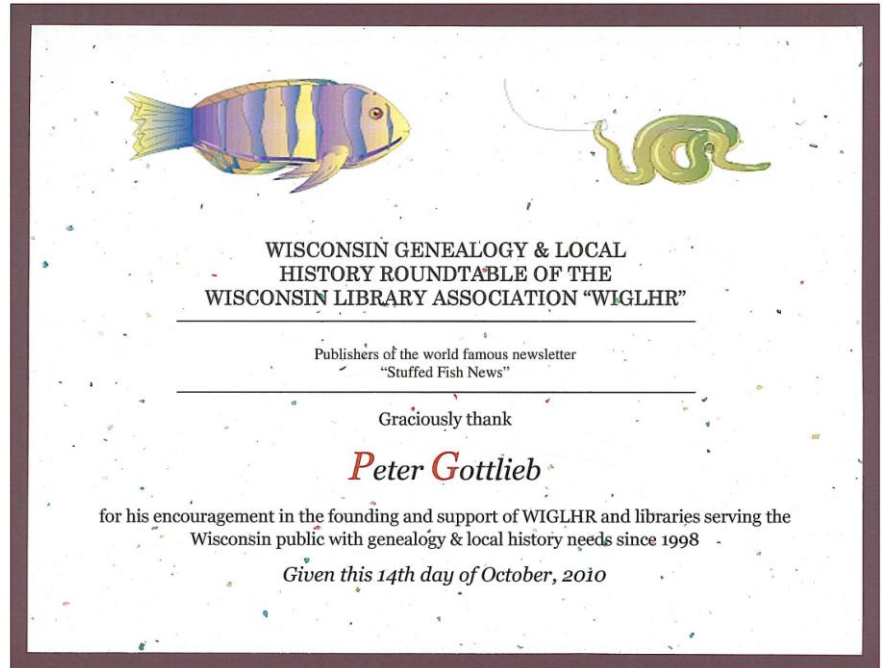 WISCONSIN GENEALOGY & LOCAL
HISTORY ROUNDTABLE OF THE
WISCONSIN LIBRARY ASSOCIATION “WIGLHR”
Publishers of the world famous newsletter
“Stuffed Fish News”
Graciously thank
Peter Gottlieb
for his encouragement in the founding and support of WIGLHR and libraries serving the
Wisconsin public with genealogy & local history needs since 1998
Given this 14th day of October, 2010